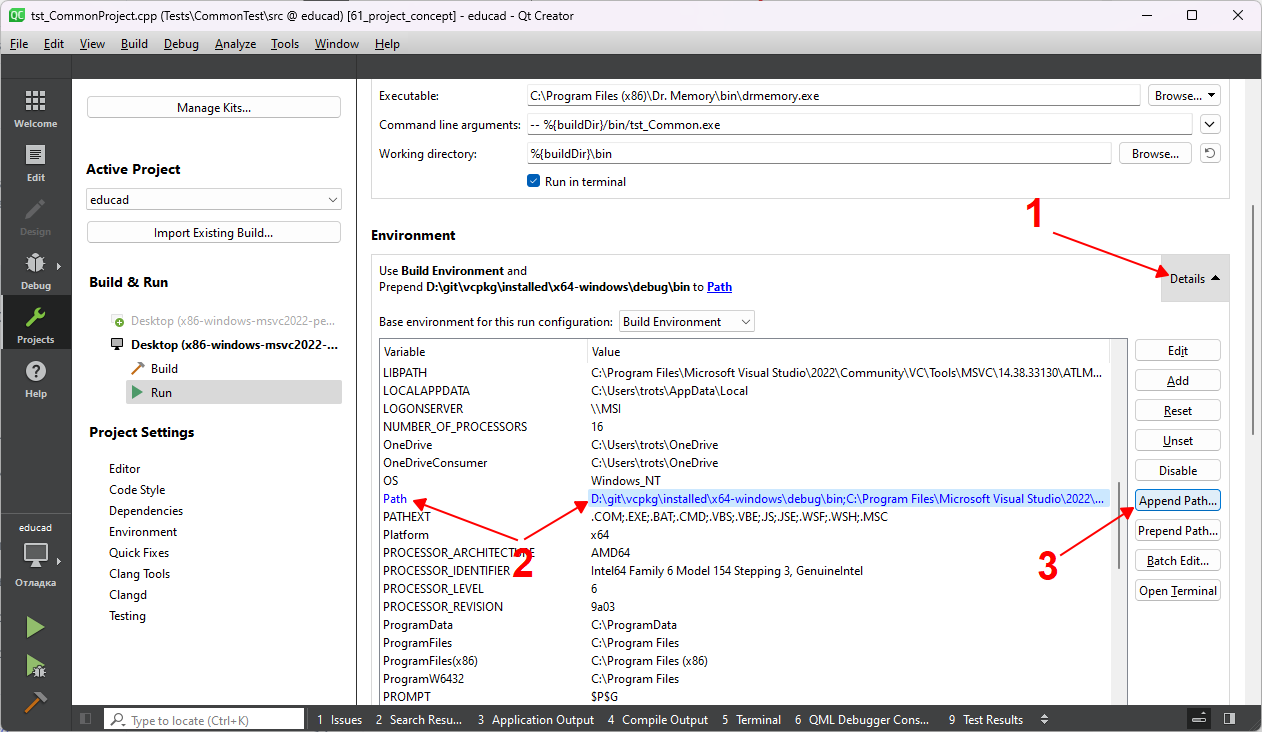 tst_CommonProject.cpp (Tests\CommonTest\src @ educad) [61_project_concept] - educad - Qt Creator
File Edit View Build Debug Analyze Tools Window Help
Welcome
Edit
Design
Debug
Projects
Help
educad
Отладка
Manage Kits...
Active Project
educad
Import Existing Build...
Build & Run
Desktop (x86-windows-msvc2022-pe...
Desktop (x86-windows-msvc2022-...
Build
Run
Project Settings
Editor
Code Style
Dependencies
Environment
Quick Fixes
Clang Tools
Clangd
Testing
Executable: C:\Program Files (x86)\Dr. Memory\bin\drmemory.exe Browse...
Command line arguments: -- %{buildDir}/bin/tst_Common.exe
Working directory: %{buildDir}\bin Browse...
Run in terminal
1
Environment
Use Build Environment and
Prepend D:\git\vcpkg\installed\x64-windows\debug\bin to Path
Details
Base environment for this run configuration: Build Environment
Variable Value
LIBPATH C:\Program Files\Microsoft Visual Studio\2022\Community\VC\Tools\MSVC\14.38.33130\ATLM...
LOCALAPPDATA C:\Users\trots\AppData\Local
LOGONSERVER \\MSI
NUMBER_OF_PROCESSORS 16
OneDrive C:\Users\trots\OneDrive
OneDriveConsumer C:\Users\trots\OneDrive
OS Windows_NT
Path D:\git\vcpkg\installed\x64-windows\debug\bin;C:\Program Files\Microsoft Visual Studio\2022\...
PATHEXT .COM;.EXE;.BAT;.CMD;.VBS;.VBE;.JS;.JSE;.WSF;.WSH;.MSC
Platform x64
PROCESSOR_ARCHITECTURE AMD64
PROCESSOR_IDENTIFIER Intel64 Family 6 Model 154 Stepping 3, GenuineIntel
PROCESSOR_LEVEL 6
PROCESSOR_REVISION 9a03
ProgramData C:\ProgramData
ProgramFiles C:\Program Files
ProgramFiles(x86) C:\Program Files (x86)
ProgramW6432 C:\Program Files
PROMPT $P$G
2
3
Edit
Add
Reset
Unset
Disable
Append Path...
Prepend Path...
Batch Edit...
Open Terminal
Type to locate (Ctrl+K) 1 Issues 2 Search Resu... 3 Application Output 4 Compile Output 5 Terminal 6 QML Debugger Cons... 9 Test Results